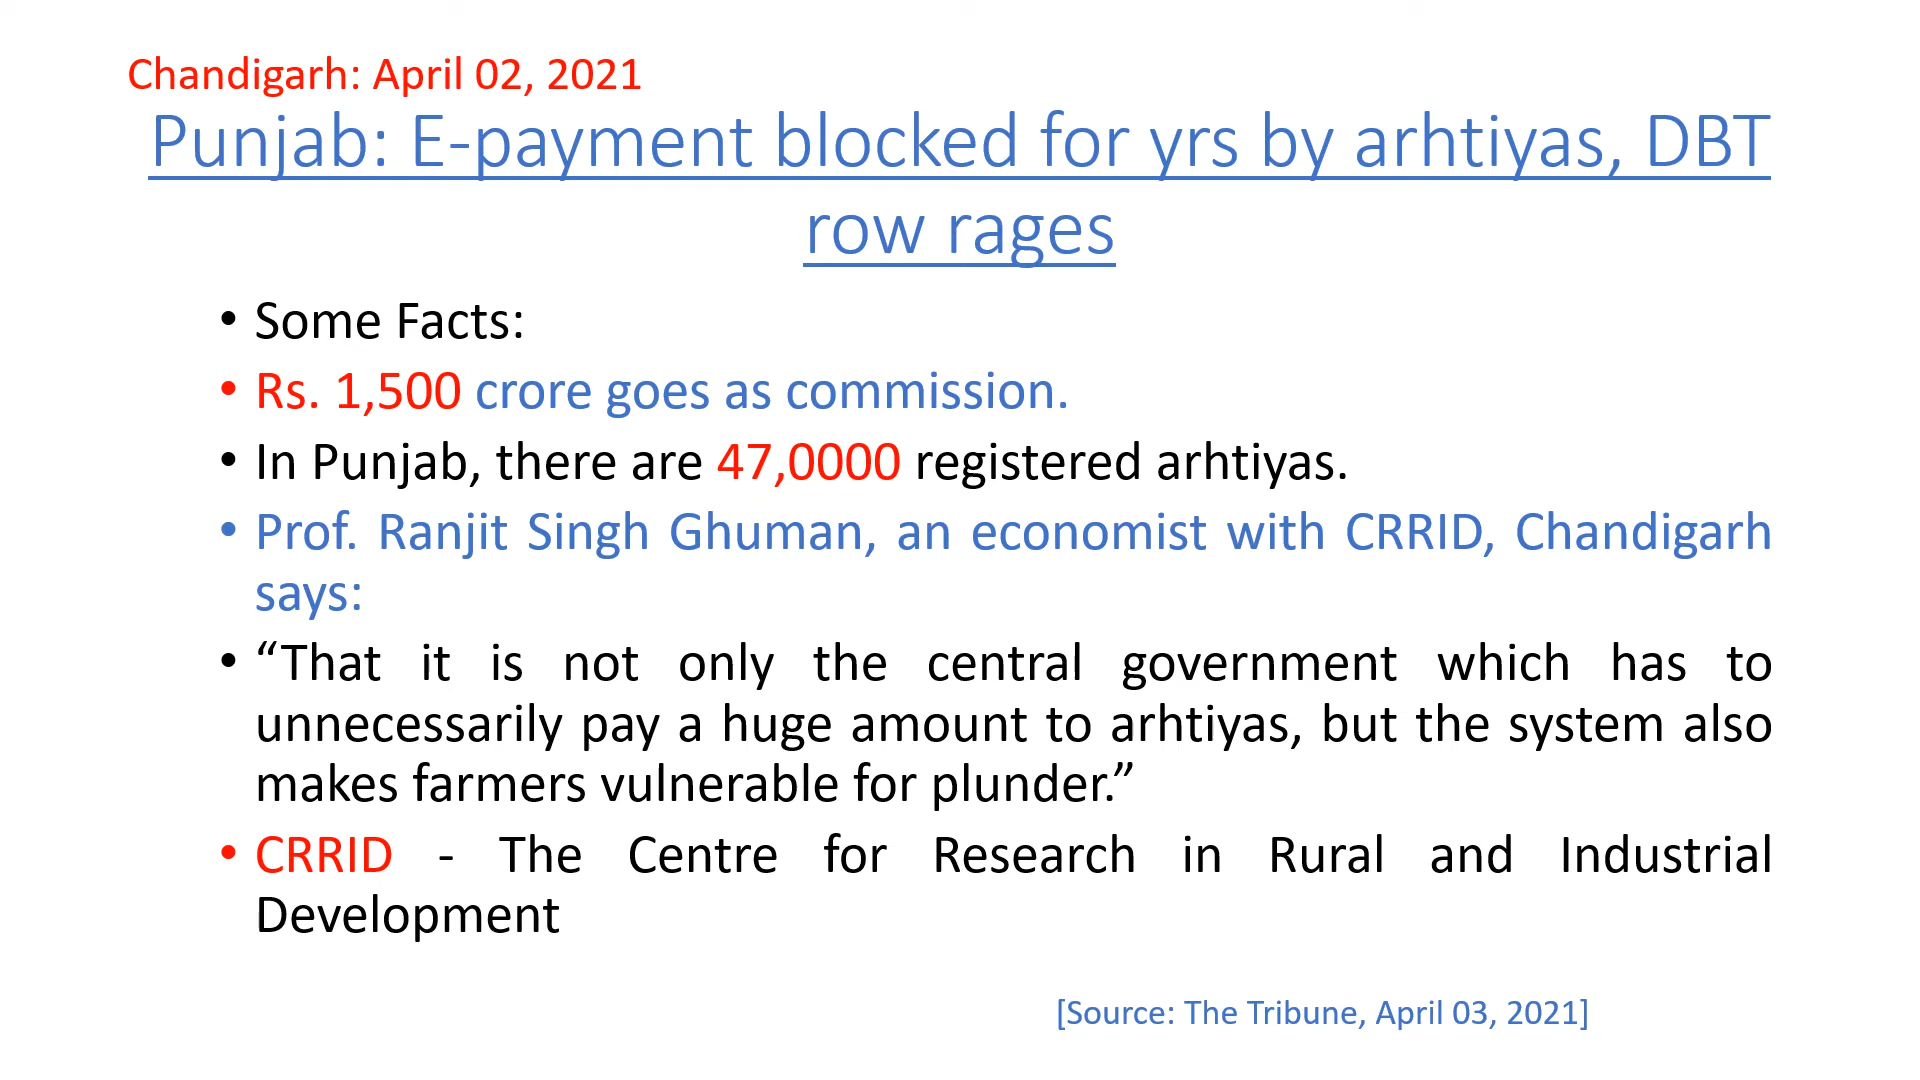 Chandigarh: April 02, 2021
Punjab: E-payment blocked for yrs by arhtiyas, DBT
row rages
• Some Facts:
• Rs. 1,500 crore goes as commission.
• In Punjab, there are 47,0000 registered arhtiyas.
• Prof. Ranjit Singh Ghuman, an economist with CRRID, Chandigarh
says:
• “That it is not only the central government which has to
unnecessarily pay a huge amount to arhtiyas, but the system also
makes farmers vulnerable for plunder.”
• CRRID - The Centre for Research in Rural and Industrial
Development
[Source: The Tribune, April 03, 2021]